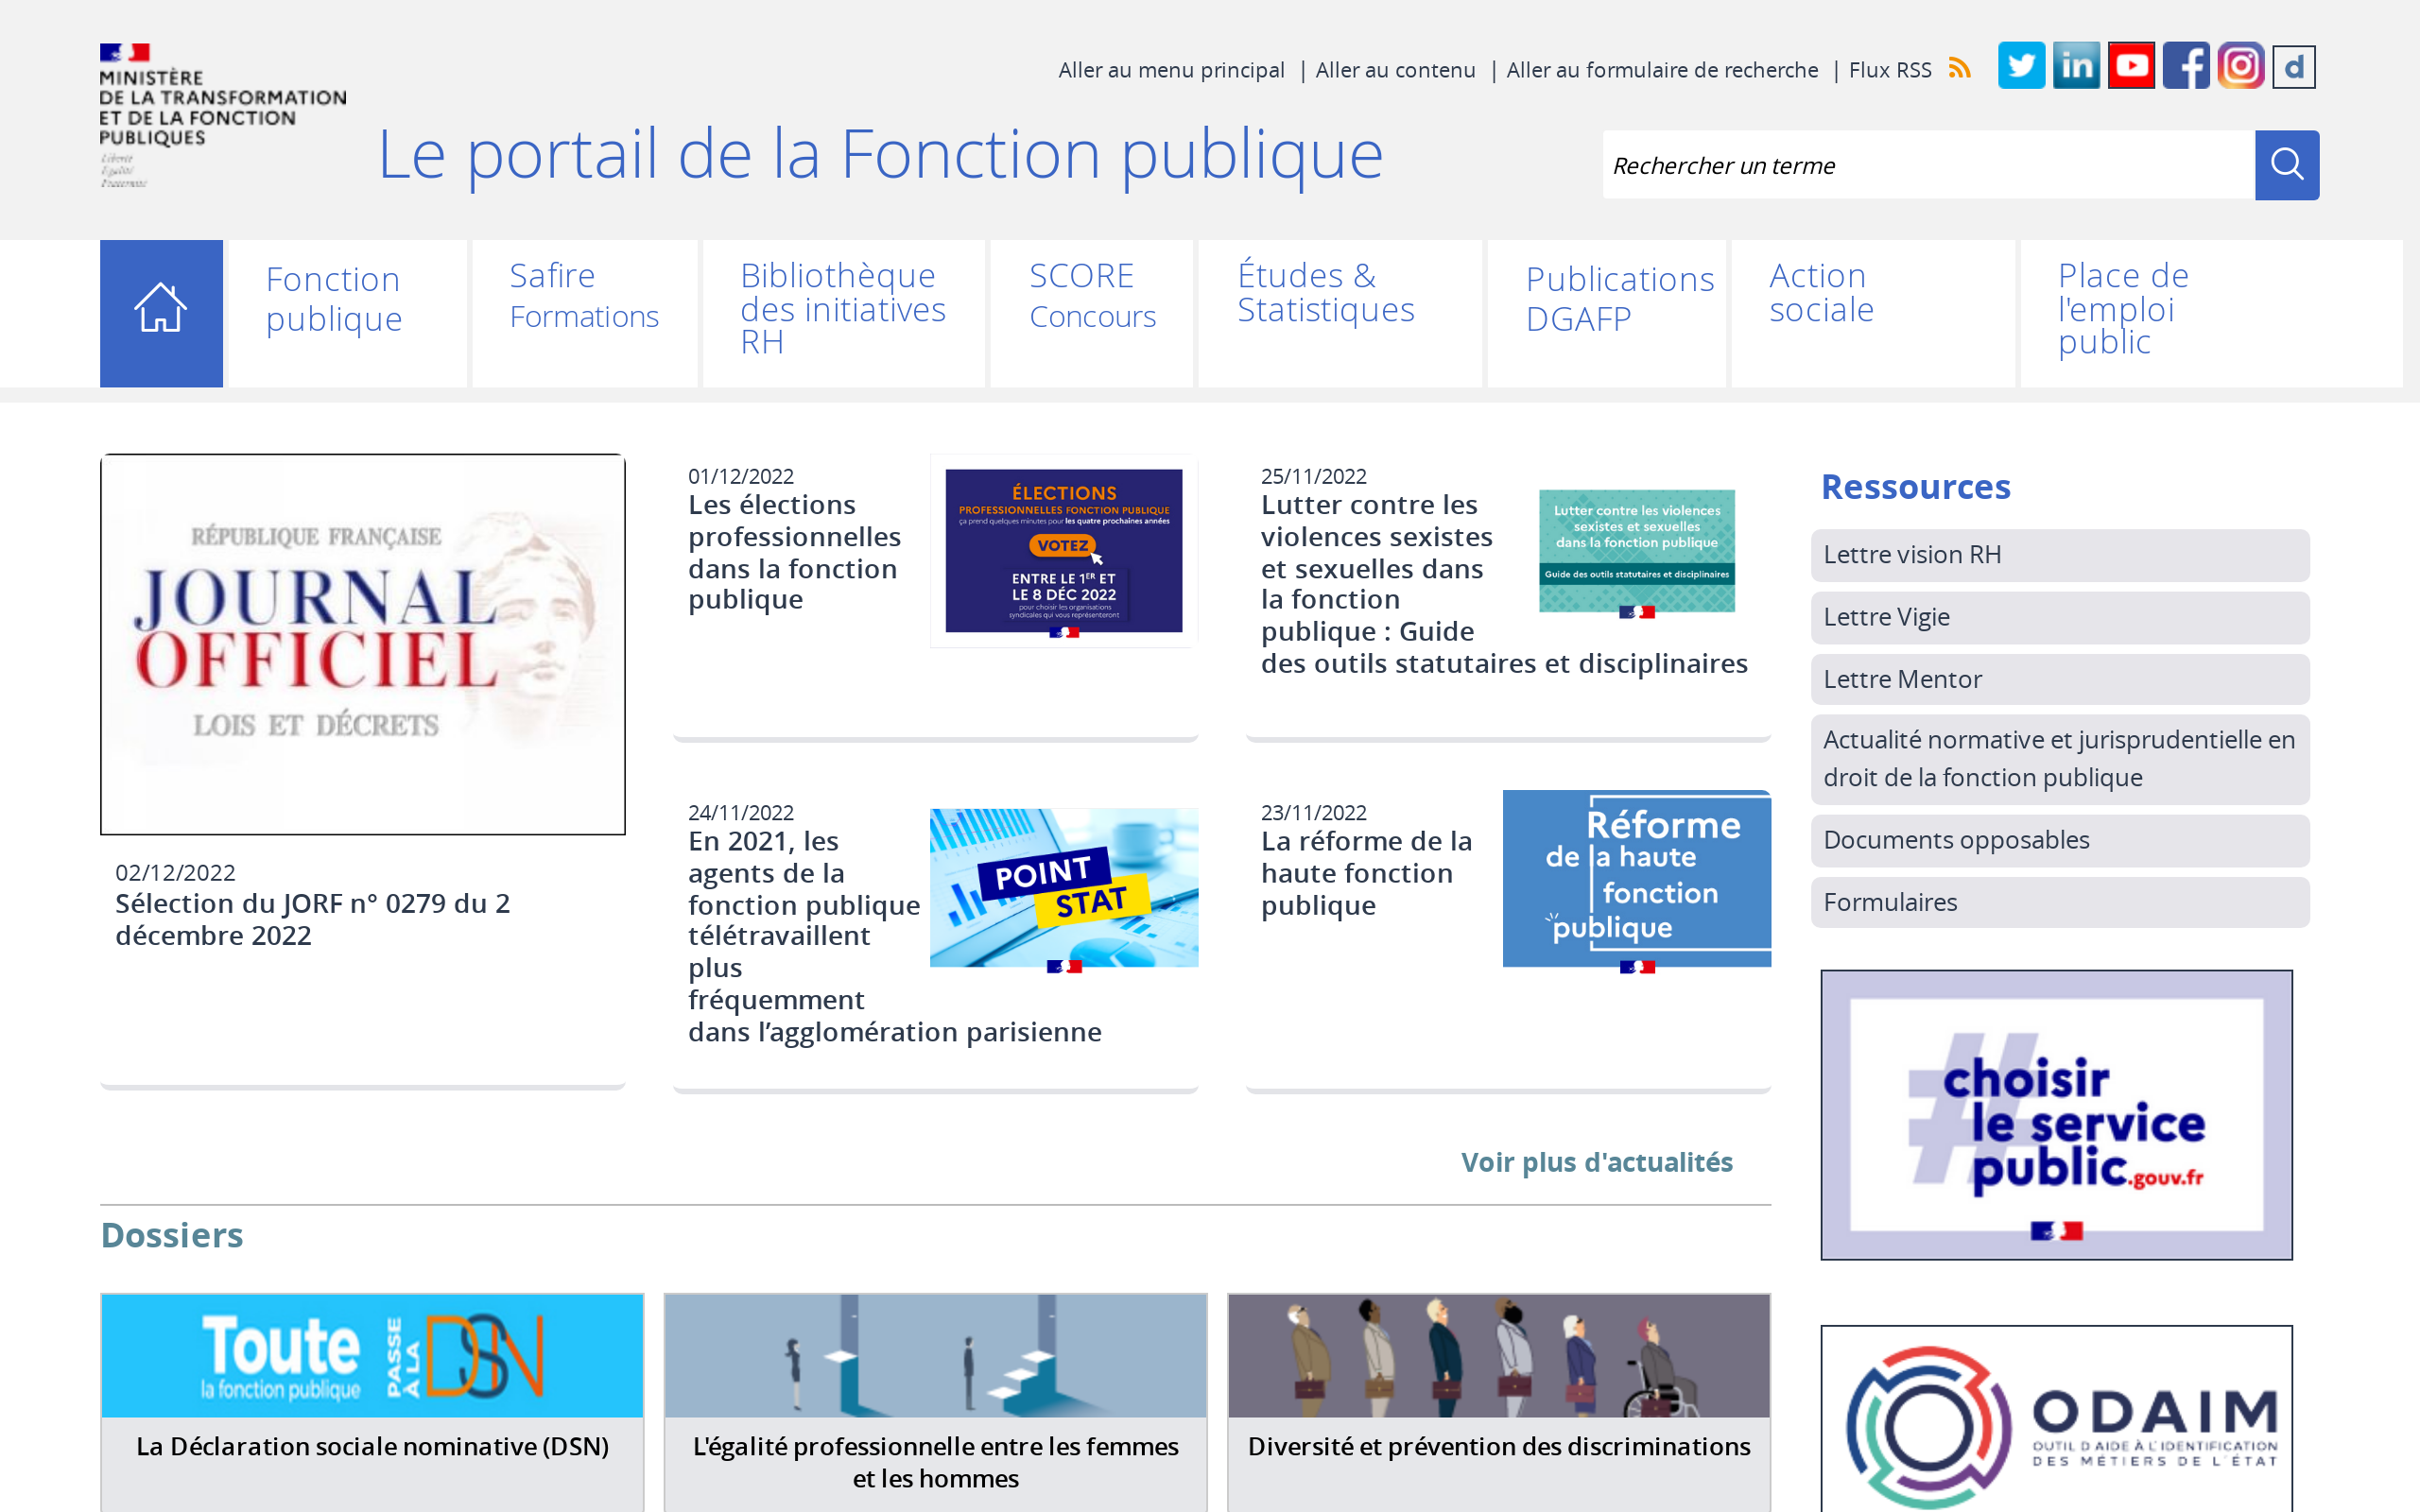 MINISTÈRE
DE LA TRANSFORMATION
ET DE LA FONCTION
PUBLIQUES
Liberté
Égalité
Fraternité
Aller au menu principal | Aller au contenu | Aller au formulaire de recherche | Flux RSS
Le portail de la Fonction publique
Rechercher un terme
Fonction
publique
Safire
Formations
Bibliothèque
des initiatives
RH
SCORE
Concours
Études &
Statistiques
Publications
DGAFP
Action
sociale
Place de
l'emploi
public
RÉPUBLIQUE FRANÇAISE
JOURNAL
OFFICIEL
LOIS ET DÉCRETS
02/12/2022
Sélection du JORF n° 0279 du 2
décembre 2022
01/12/2022
Les élections
professionnelles
dans la fonction
publique
ÉLECTIONS
PROFESSIONNELLES FONCTION PUBLIQUE
ça prend quelques minutes pour les quatre prochaines années
VOTEZ
ENTRE LE 1ER ET
LE 8 DÉC 2022
pour choisir les organisations
syndicales qui vous représenteront
25/11/2022
Lutter contre les
violences sexistes
et sexuelles dans
la fonction
publique : Guide
des outils statutaires et disciplinaires
Lutter contre les violences
sexistes et sexuelles
dans la fonction publique
Guide des outils statutaires et disciplinaires
24/11/2022
En 2021, les
agents de la
fonction publique
télétravaillent
plus
fréquemment
dans l’agglomération parisienne
POINT
STAT
23/11/2022
La réforme de la
haute fonction
publique
Réforme
de la haute
fonction
publique
Voir plus d'actualités
Ressources
Lettre vision RH
Lettre Vigie
Lettre Mentor
Actualité normative et jurisprudentielle en
droit de la fonction publique
Documents opposables
Formulaires
#choisir
le service
public.gouv.fr
ODAIM
OUTIL D'AIDE À L'IDENTIFICATION
DES MÉTIERS DE L'ÉTAT
Dossiers
Toute
la fonction publique
PASSE
À LA
DSN
La Déclaration sociale nominative (DSN)
L'égalité professionnelle entre les femmes
et les hommes
Diversité et prévention des discriminations